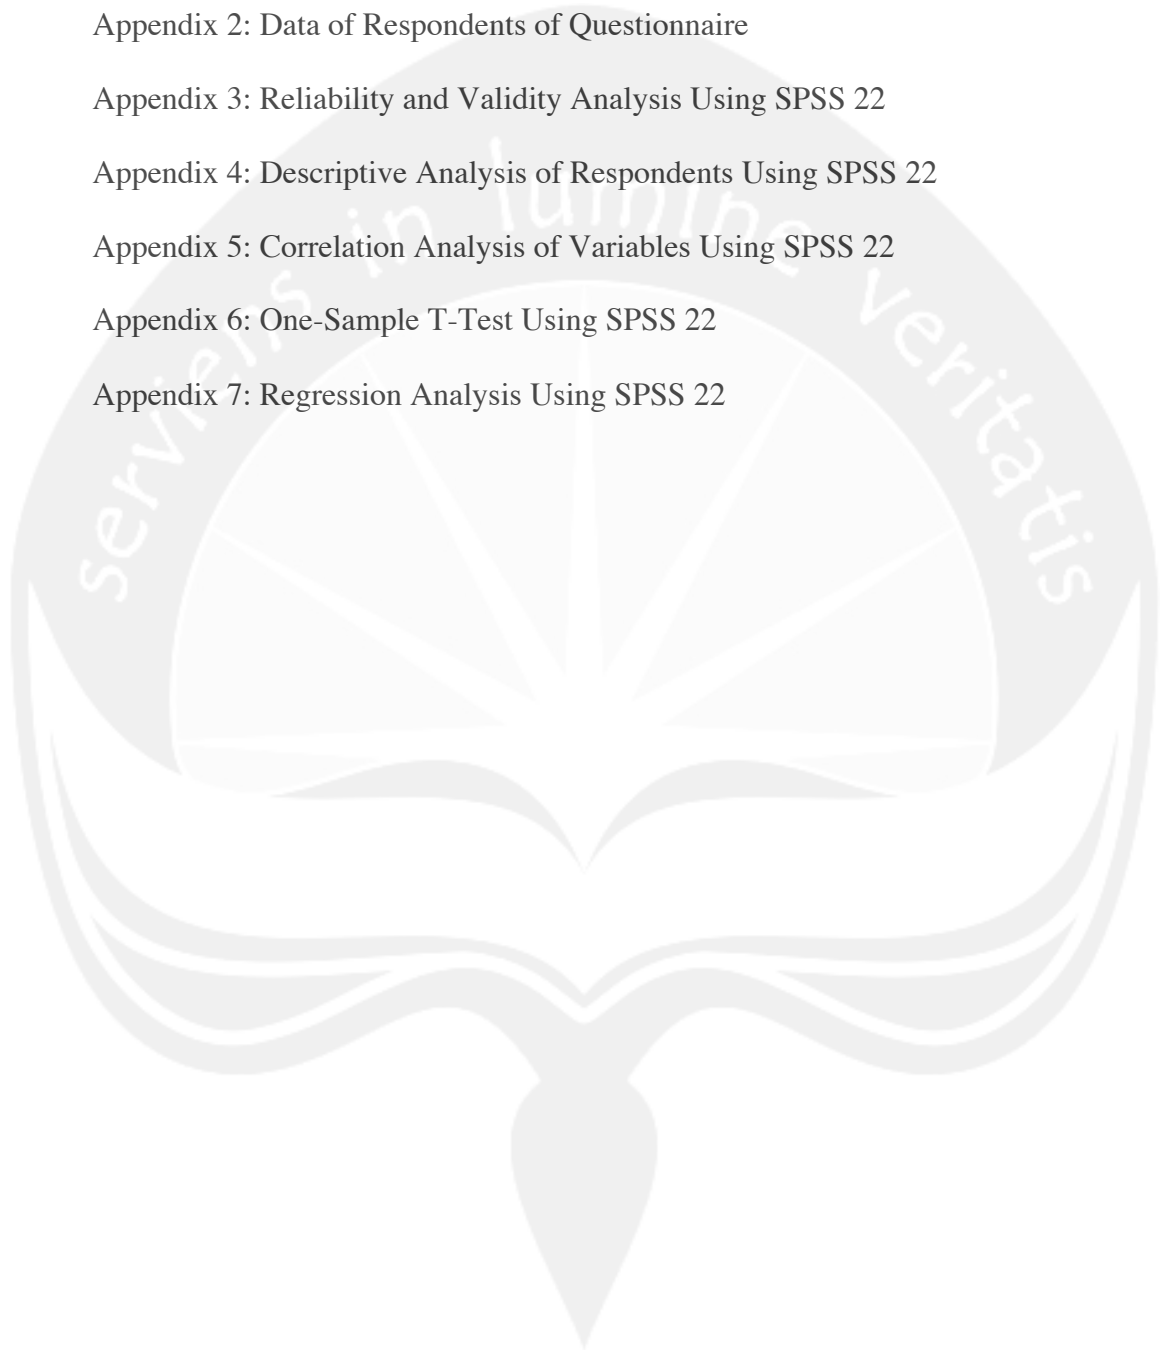 Appendix 2: Data of Respondents of Questionnaire
Appendix 3: Reliability and Validity Analysis Using SPSS 22
Appendix 4: Descriptive Analysis of Respondents Using SPSS 22
Appendix 5: Correlation Analysis of Variables Using SPSS 22
Appendix 6: One-Sample T-Test Using SPSS 22
Appendix 7: Regression Analysis Using SPSS 22
serviens in lumine veritatis